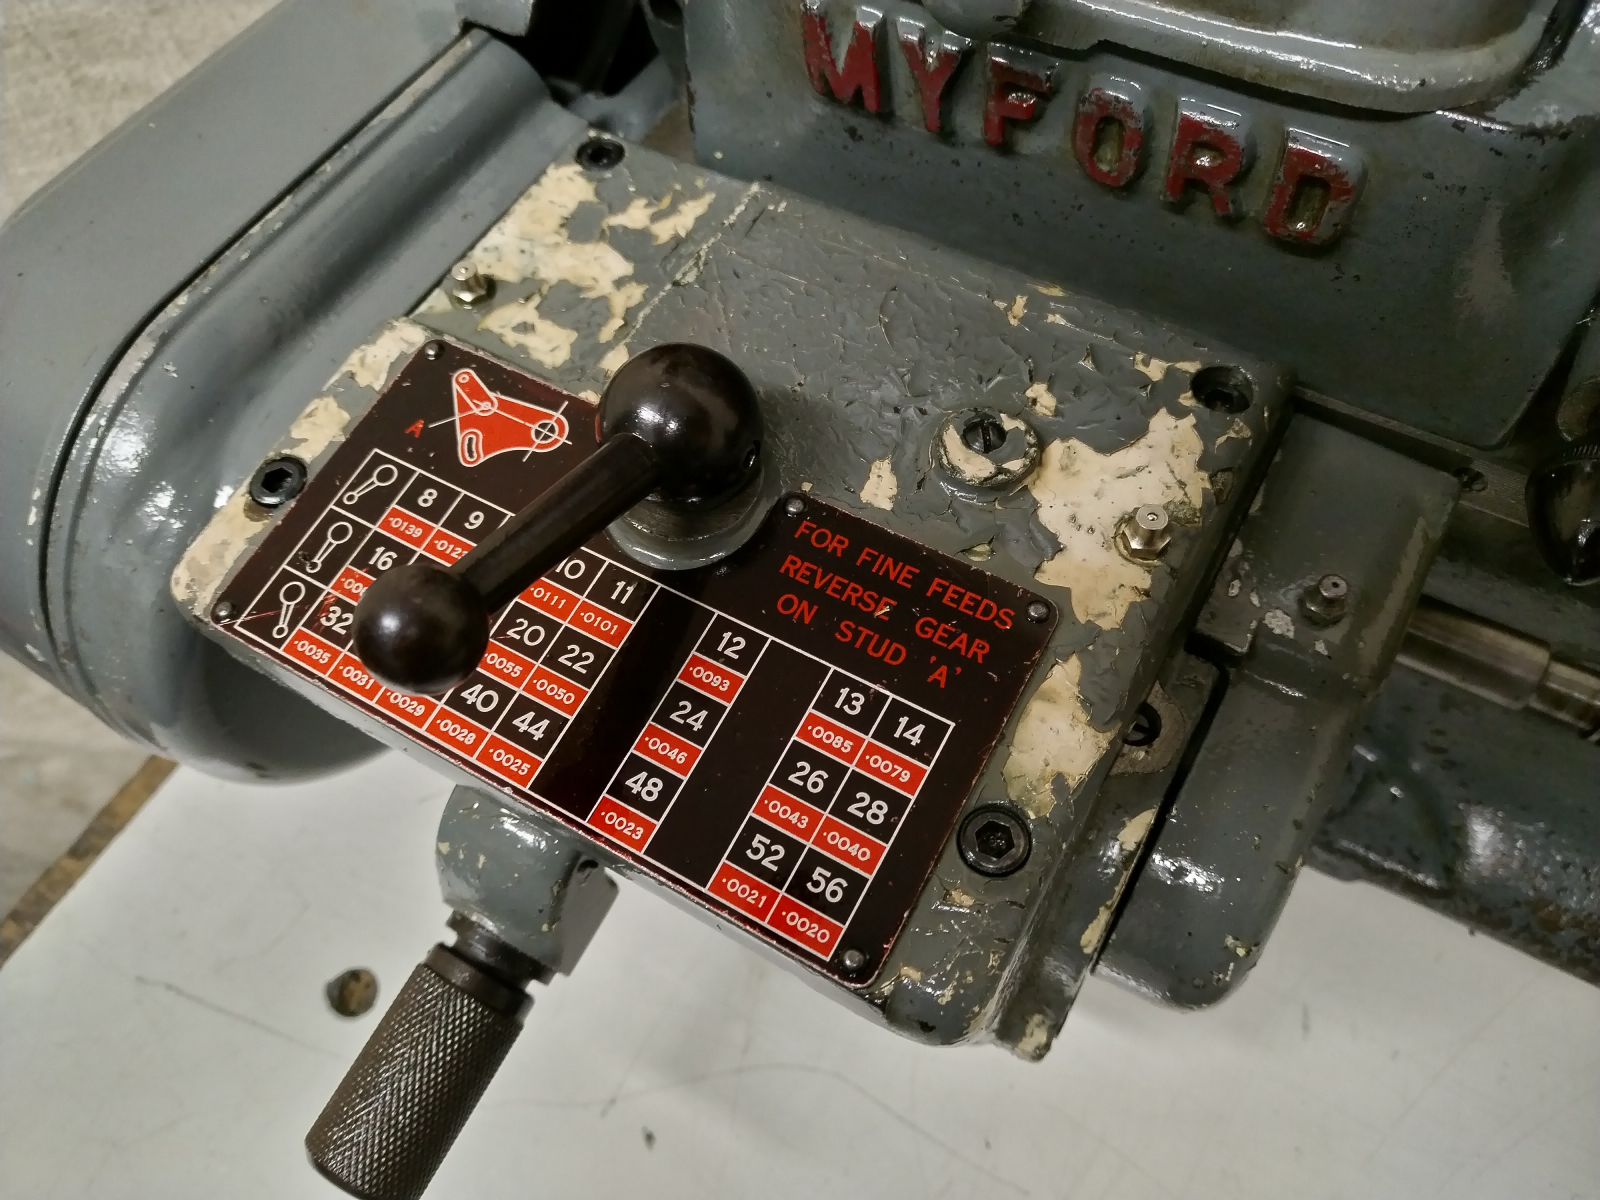 MYFORD
A
FOR FINE FEEDS
REVERSE GEAR
ON STUD 'A'
8 9 10 11 12 13 14
.0139 .0111 .0101 .0093 .0085 .0079
16 20 22 24 26 28
.0055 .0050 .0046 .0043 .0040
32 40 44 48 52 56
.0035 .0031 .0029 .0028 .0025 .0023 .0021 .0020